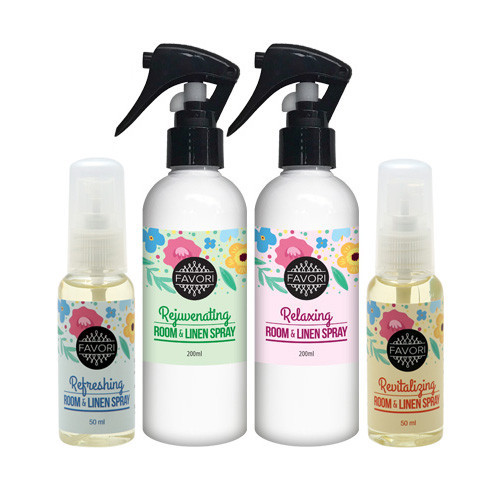 FAVORI
Refreshing
ROOM & LINEN SPRAY
50 ml
FAVORI
Rejuvenating
ROOM & LINEN SPRAY
200ml
FAVORI
Relaxing
ROOM & LINEN SPRAY
200ml
FAVORI
Revitalizing
ROOM & LINEN SPRAY
50 ml